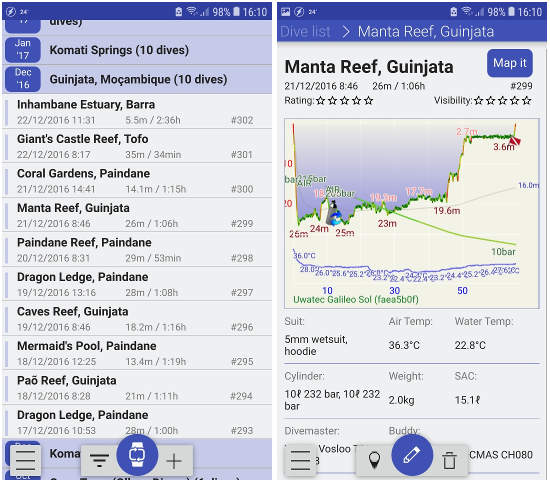 24° 98% 16:10
'17 dives)
Jan '17 Komati Springs (10 dives)
Dec '16 Guinjata, Moçambique (10 dives)
Inhambane Estuary, Barra
22/12/2016 11:31 5.5m / 2:36h #302
Giant's Castle Reef, Tofo
22/12/2016 8:17 35m / 34min #301
Coral Gardens, Paindane
21/12/2016 14:41 14.1m / 1:15h #300
Manta Reef, Guinjata
21/12/2016 8:46 26m / 1:06h #299
Paindane Reef, Paindane
20/12/2016 8:31 29m / 53min #298
Dragon Ledge, Paindane
19/12/2016 13:16 28m / 1:08h #297
Caves Reef, Guinjata
19/12/2016 8:46 18.2m / 1:16h #296
Mermaid's Pool, Paindane
18/12/2016 12:25 13.4m / 1:19h #295
Paõ Reef, Guinjata
18/12/2016 8:28 21m / 1:11h #294
Dragon Ledge, Paindane
17/12/2016 10:53 28m / 1:00h #293
Koma
24° 98% 16:10
Dive list Manta Reef, Guinjata
Manta Reef, Guinjata Map it
21/12/2016 8:46 26m / 1:06h #299
Rating: Visibility:
2.7m
3.6m
10
AIR
16.0m
20
17.7m
19.6m
26m 24m 25m 23m
10bar
36.0°C
28.0°
10 30 50
Uwatec Galileo Sol (faea5b0f)
Suit: Air Temp: Water Temp:
5mm wetsuit, hoodie 36.3°C 22.8°C
Cylinder: Weight: SAC:
10ℓ 232 bar, 10ℓ 232 bar 2.0kg 15.1ℓ
Divemaster: Buddy:
Vosloo CMAS CH080